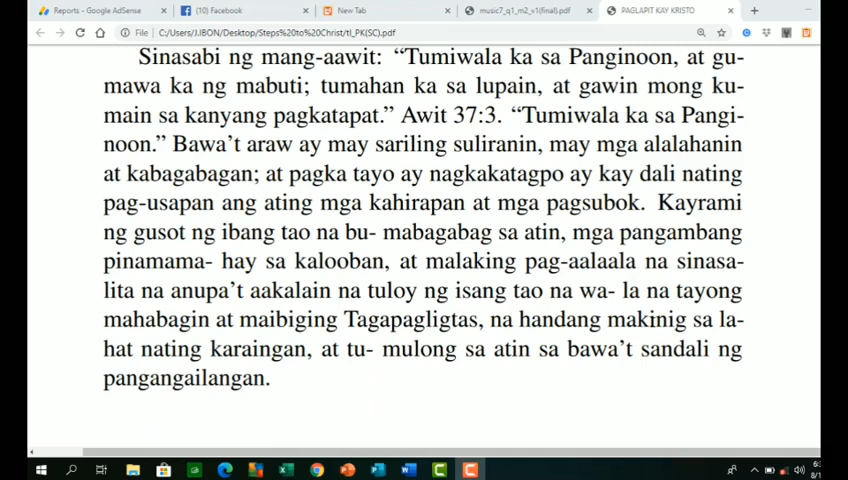 Reports - Google AdSense
(10) Facebook
New Tab
music7_q1_m2_v1(final).pdf
PAGLAPIT KAY KRISTO
File | C:/Users/J.IBON/Desktop/Steps%20to%20Christ/tl_PK(SC).pdf
Sinasabi ng mang-aawit: “Tumiwala ka sa Panginoon, at gu-
mawa ka ng mabuti; tumahan ka sa lupain, at gawin mong ku-
main sa kanyang pagkatapat.” Awit 37:3. “Tumiwala ka sa Pangi-
noon.” Bawa’t araw ay may sariling suliranin, may mga alalahanin
at kabagabagan; at pagka tayo ay nagkakatagpo ay kay dali nating
pag-usapan ang ating mga kahirapan at mga pagsubok. Kayrami
ng gusot ng ibang tao na bu- mabagabag sa atin, mga pangambang
pinamama- hay sa kalooban, at malaking pag-aalaala na sinasa-
lita na anupa’t aakalain na tuloy ng isang tao na wa- la na tayong
mahabagin at maibiging Tagapagligtas, na handang makinig sa la-
hat nating karaingan, at tu- mulong sa atin sa bawa’t sandali ng
pangangailangan.